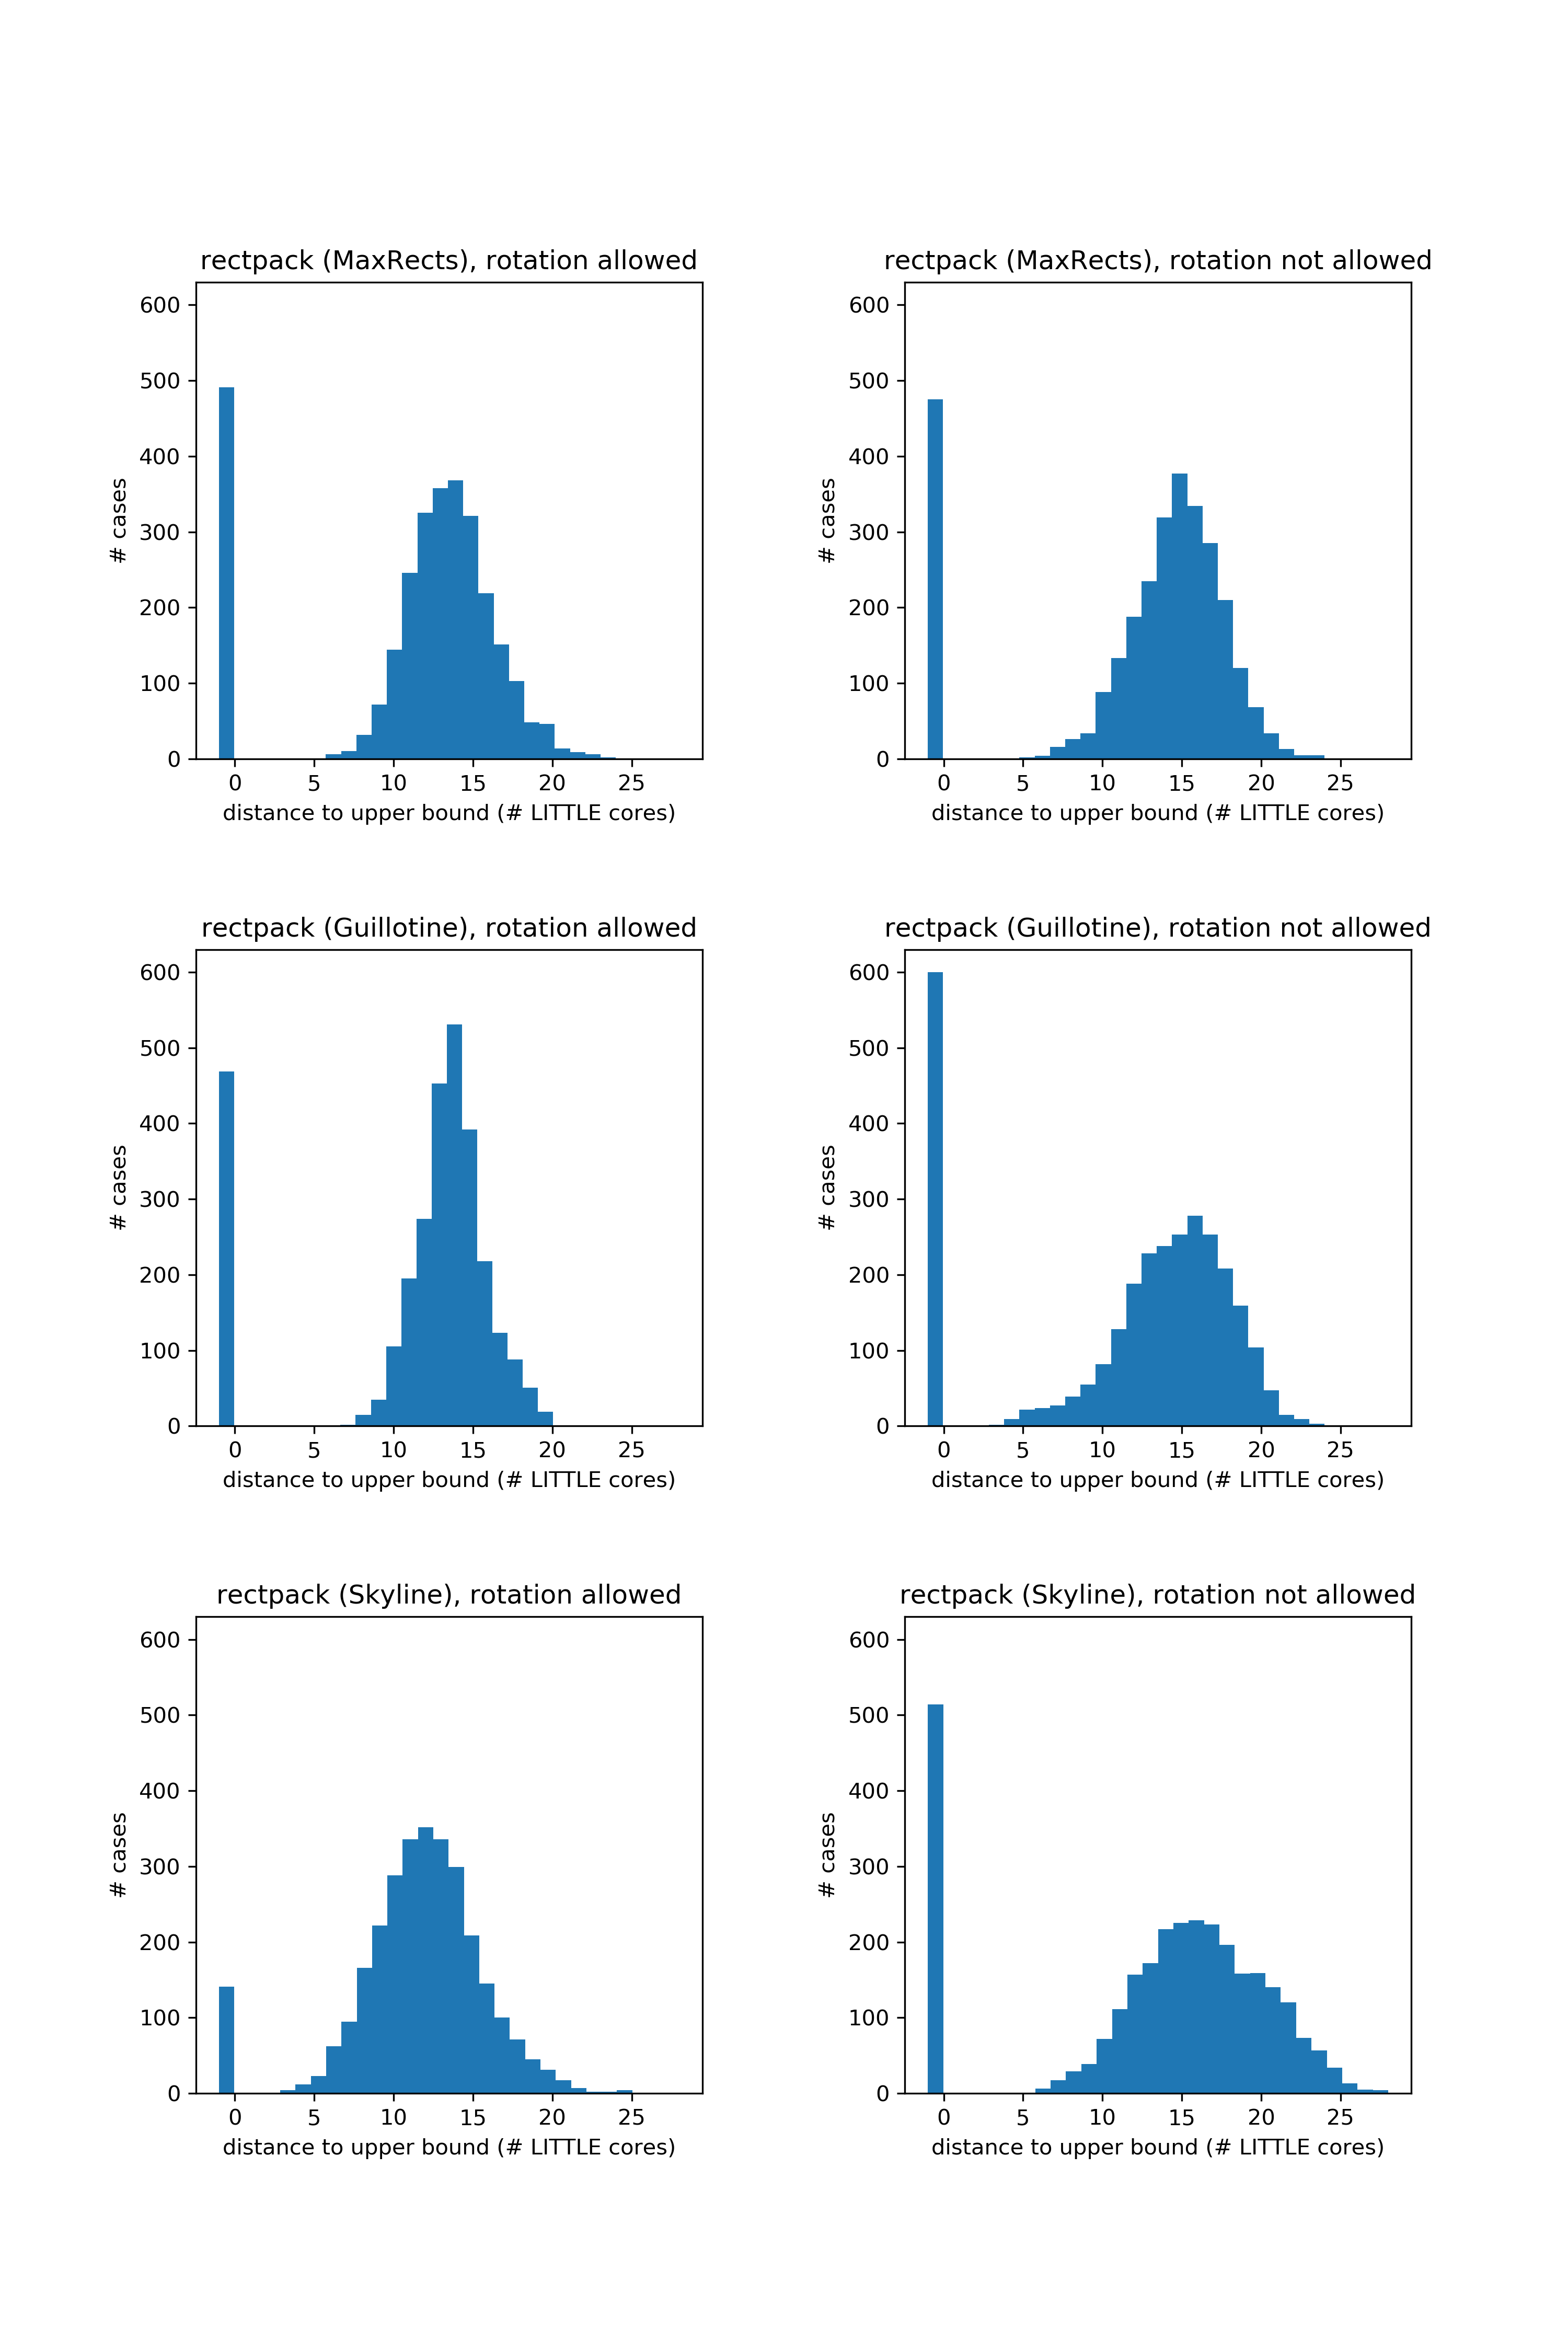 rectpack (MaxRects), rotation allowed
600
500
400
300
200
100
0
# cases
0 5 10 15 20 25
distance to upper bound (# LITTLE cores)
rectpack (MaxRects), rotation not allowed
600
500
400
300
200
100
0
# cases
0 5 10 15 20 25
distance to upper bound (# LITTLE cores)
rectpack (Guillotine), rotation allowed
600
500
400
300
200
100
0
# cases
0 5 10 15 20 25
distance to upper bound (# LITTLE cores)
rectpack (Guillotine), rotation not allowed
600
500
400
300
200
100
0
# cases
0 5 10 15 20 25
distance to upper bound (# LITTLE cores)
rectpack (Skyline), rotation allowed
600
500
400
300
200
100
0
# cases
0 5 10 15 20 25
distance to upper bound (# LITTLE cores)
rectpack (Skyline), rotation not allowed
600
500
400
300
200
100
0
# cases
0 5 10 15 20 25
distance to upper bound (# LITTLE cores)